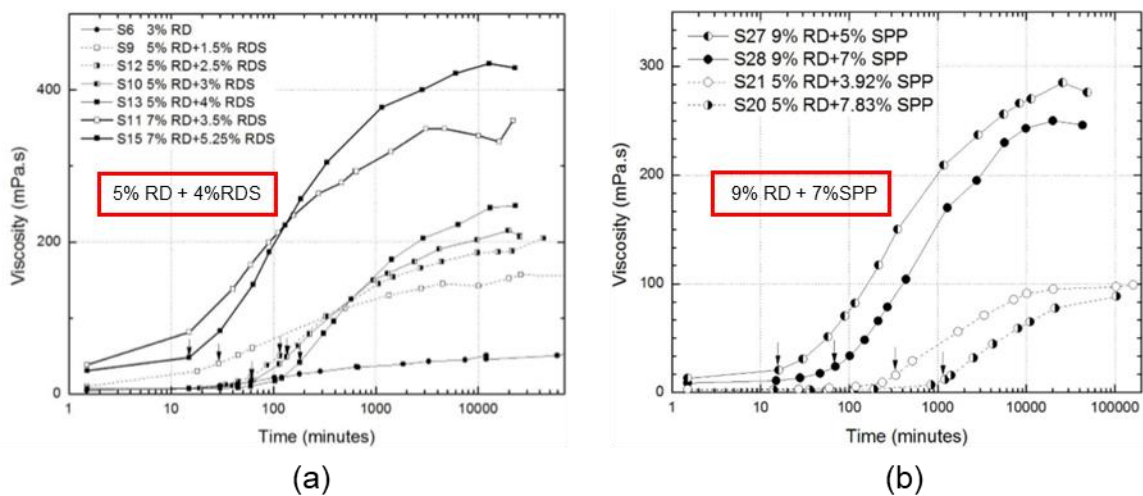 S6 3% RD
S9 5% RD+1.5% RDS
S12 5% RD+2.5% RDS
S10 5% RD+3% RDS
S13 5% RD+4% RDS
S11 7% RD+3.5% RDS
S15 7% RD+5.25% RDS
5% RD + 4%RDS
Viscosity (mPa.s)
400
200
0
1
10
100
1000
10000
Time (minutes)
(a)
S27 9% RD+5% SPP
S28 9% RD+7% SPP
S21 5% RD+3.92% SPP
S20 5% RD+7.83% SPP
9% RD + 7%SPP
Viscosity (mPa.s)
300
200
100
0
1
10
100
1000
10000
100000
Time (minutes)
(b)